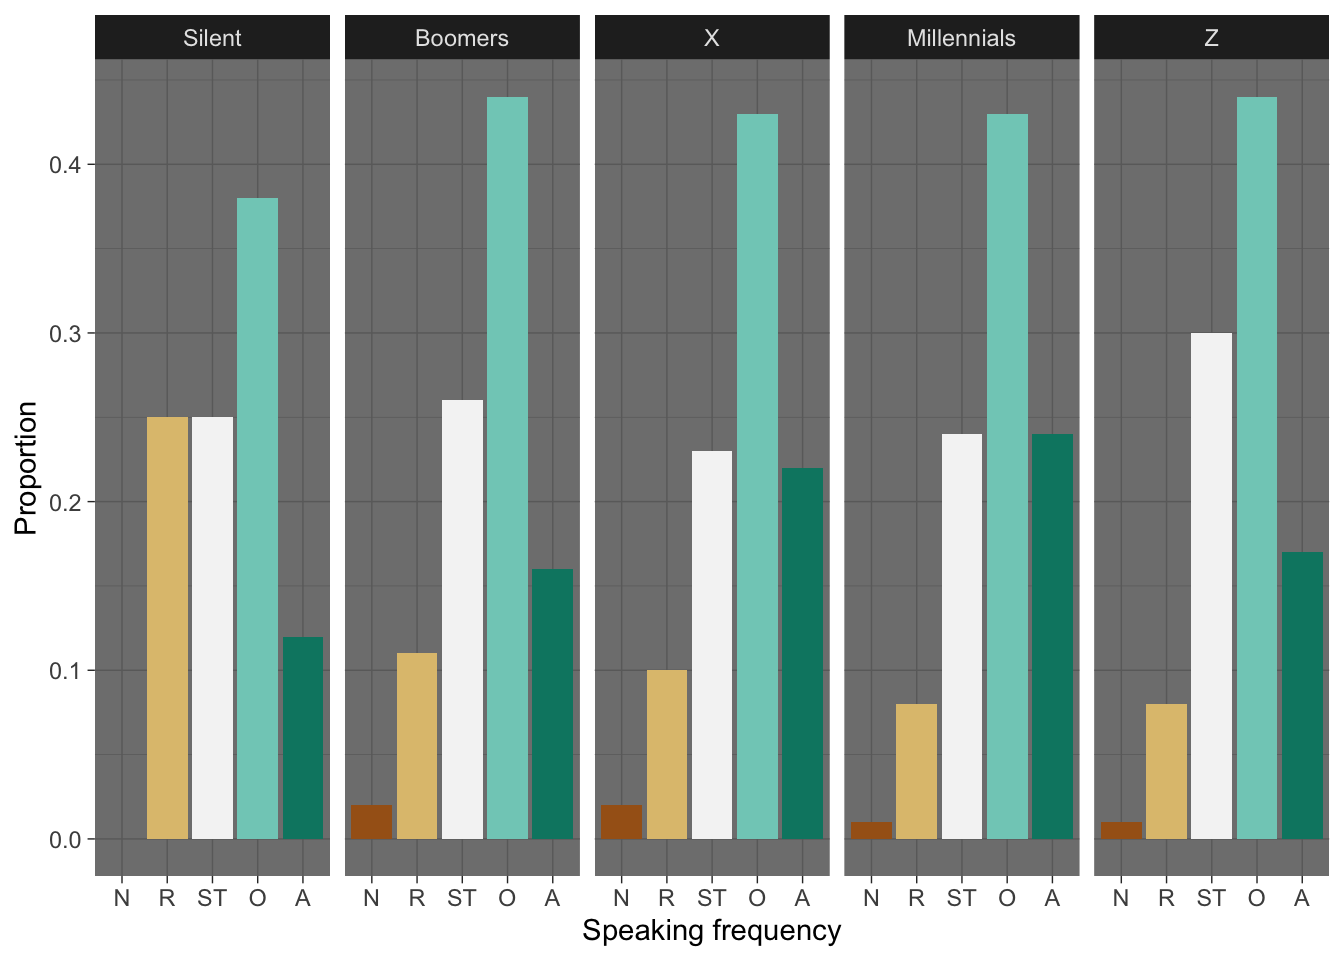 Silent Boomers X Millennials Z
Proportion
0.4
0.3
0.2
0.1
0.0
N R ST O A N R ST O A N R ST O A N R ST O A N R ST O A
Speaking frequency